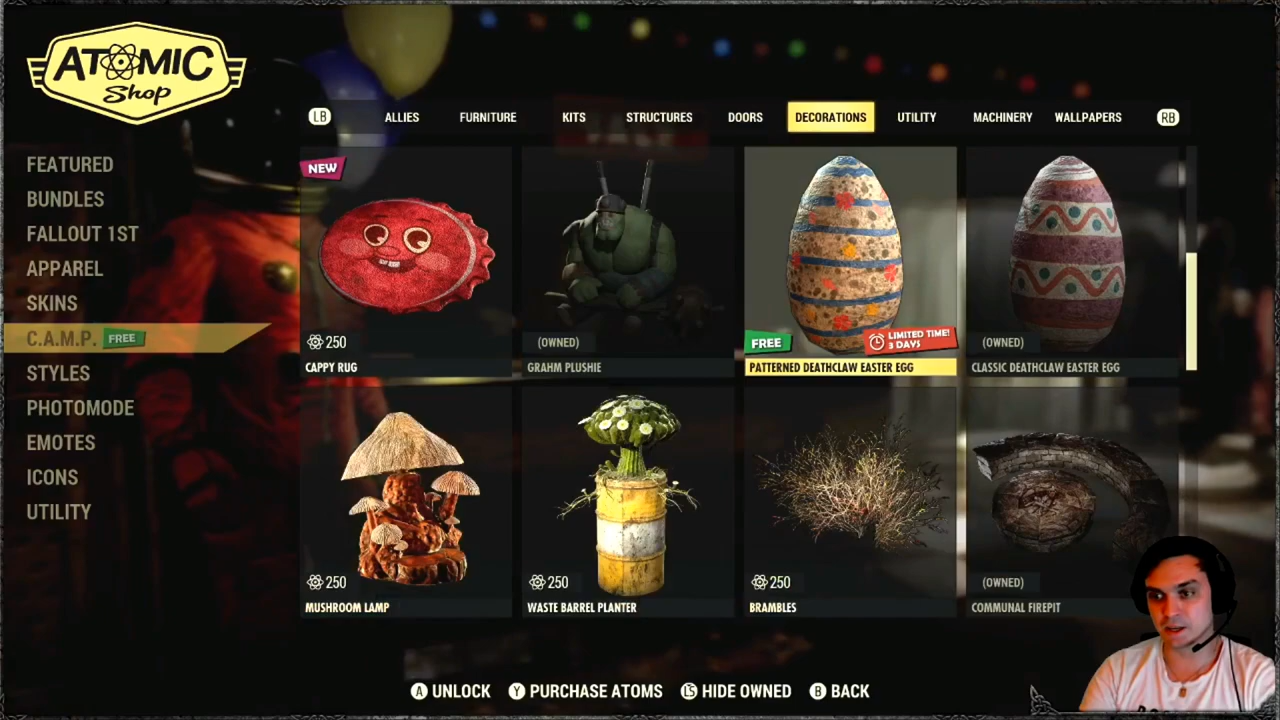 ATOMIC
Shop
LB
ALLIES
FURNITURE
KITS
STRUCTURES
DOORS
DECORATIONS
UTILITY
MACHINERY
WALLPAPERS
RB
FEATURED
BUNDLES
FALLOUT 1ST
APPAREL
SKINS
C.A.M.P. FREE
STYLES
PHOTOMODE
EMOTES
ICONS
UTILITY
NEW
250
CAPPY RUG
(OWNED)
GRAHM PLUSHIE
FREE
LIMITED TIME!
3 DAYS
PATTERNED DEATHCLAW EASTER EGG
(OWNED)
CLASSIC DEATHCLAW EASTER EGG
250
MUSHROOM LAMP
250
WASTE BARREL PLANTER
250
BRAMBLES
(OWNED)
COMMUNAL FIREPIT
A UNLOCK
Y PURCHASE ATOMS
LS HIDE OWNED
B BACK